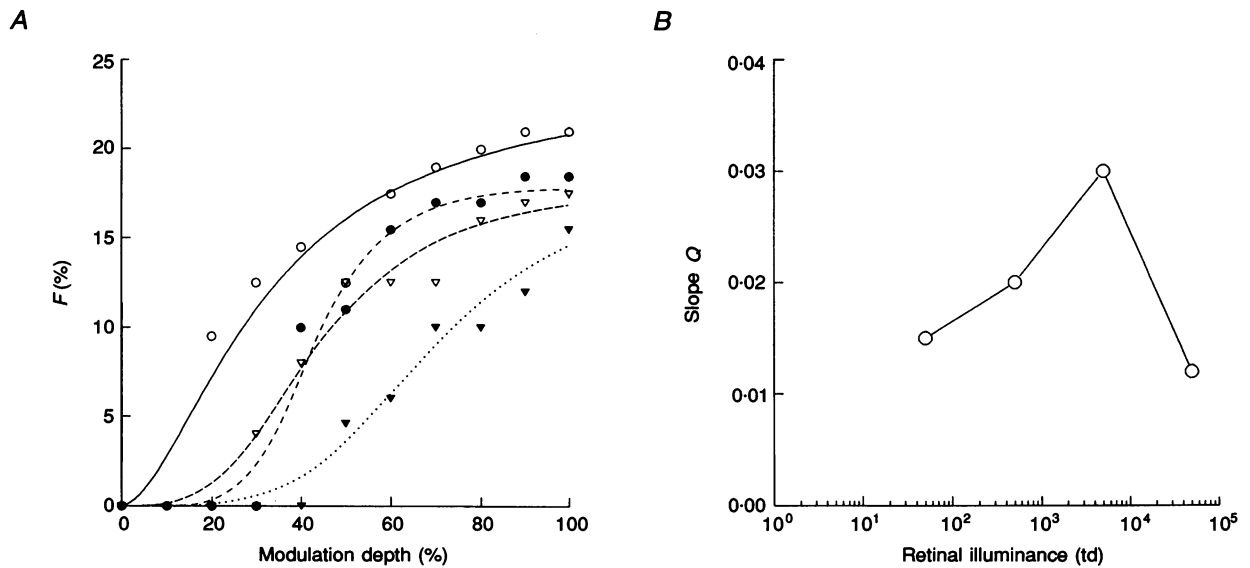 A
B
25
20
15
10
5
0
F(%)
0 20 40 60 80 100
Modulation depth (%)
0·04
0·03
0·02
0·01
0.00
Slope Q
10⁰ 10¹ 10² 10³ 10⁴ 10⁵
Retinal illuminance (td)